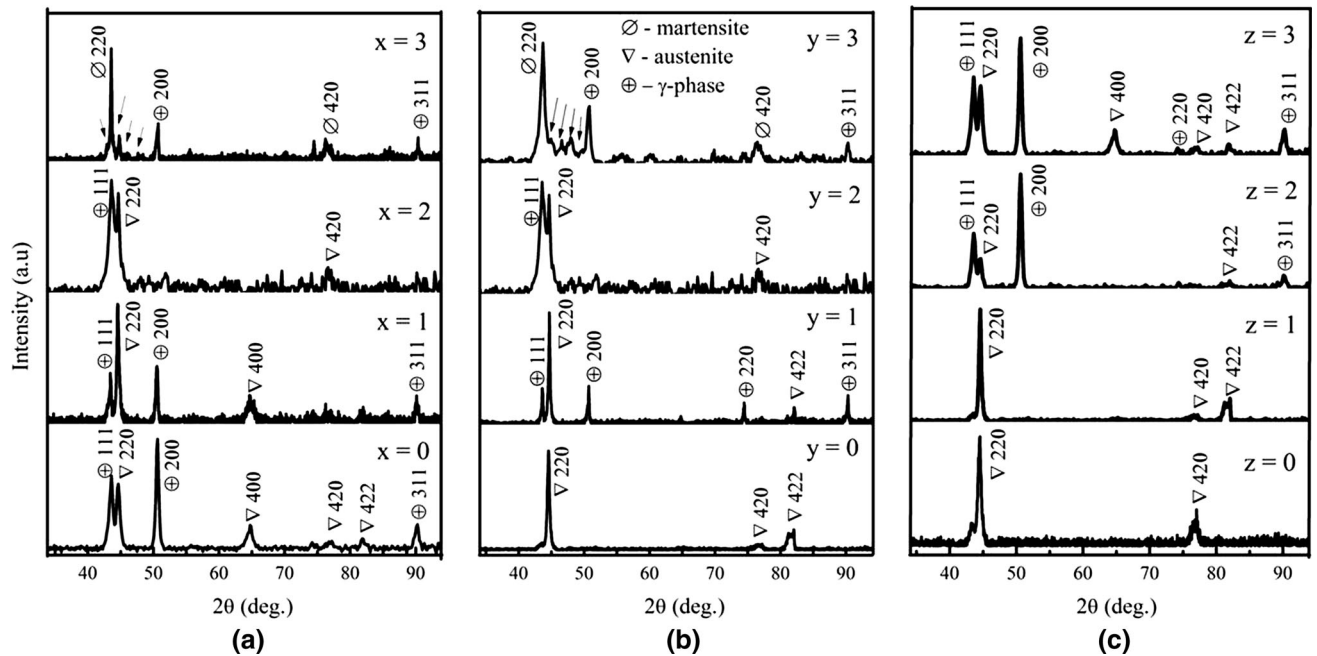 Intensity (a.u)
∅ 220
⊕ 200
x = 3
∅ 420
⊕ 311
⊕ 111
▽ 220
x = 2
▽ 420
⊕ 111
▽ 220
⊕ 200
x = 1
▽ 400
⊕ 311
⊕ 111
▽ 220
⊕ 200
x = 0
▽ 400
▽ 420
▽ 422
⊕ 311
40 50 60 70 80 90
2θ (deg.)
(a)
∅ 220
⊕ 200
y = 3
∅ - martensite
▽ - austenite
⊕ – γ-phase
∅ 420
⊕ 311
⊕ 111
▽ 220
y = 2
▽ 420
⊕ 111
▽ 220
⊕ 200
y = 1
⊕ 220
▽ 422
⊕ 311
▽ 220
y = 0
▽ 420
▽ 422
40 50 60 70 80 90
2θ (deg.)
(b)
⊕ 111
▽ 220
⊕ 200
z = 3
▽ 400
⊕ 220
▽ 420
▽ 422
⊕ 311
⊕ 111
▽ 220
⊕ 200
z = 2
▽ 422
⊕ 311
▽ 220
z = 1
▽ 420
▽ 422
▽ 220
z = 0
▽ 420
40 50 60 70 80 90
2θ (deg.)
(c)